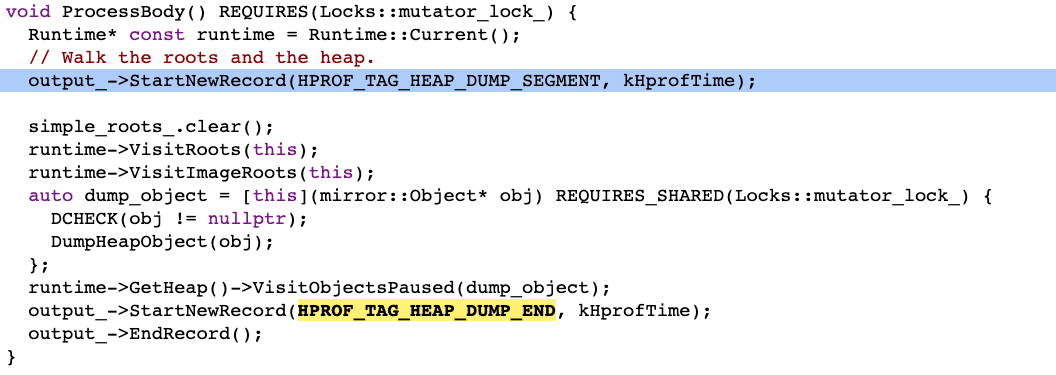 void ProcessBody() REQUIRES(Locks::mutator_lock_) {
  Runtime* const runtime = Runtime::Current();
  // Walk the roots and the heap.
  output_->StartNewRecord(HPROF_TAG_HEAP_DUMP_SEGMENT, kHprofTime);

  simple_roots_.clear();
  runtime->VisitRoots(this);
  runtime->VisitImageRoots(this);
  auto dump_object = [this](mirror::Object* obj) REQUIRES_SHARED(Locks::mutator_lock_) {
    DCHECK(obj != nullptr);
    DumpHeapObject(obj);
  };
  runtime->GetHeap()->VisitObjectsPaused(dump_object);
  output_->StartNewRecord(HPROF_TAG_HEAP_DUMP_END, kHprofTime);
  output_->EndRecord();
}